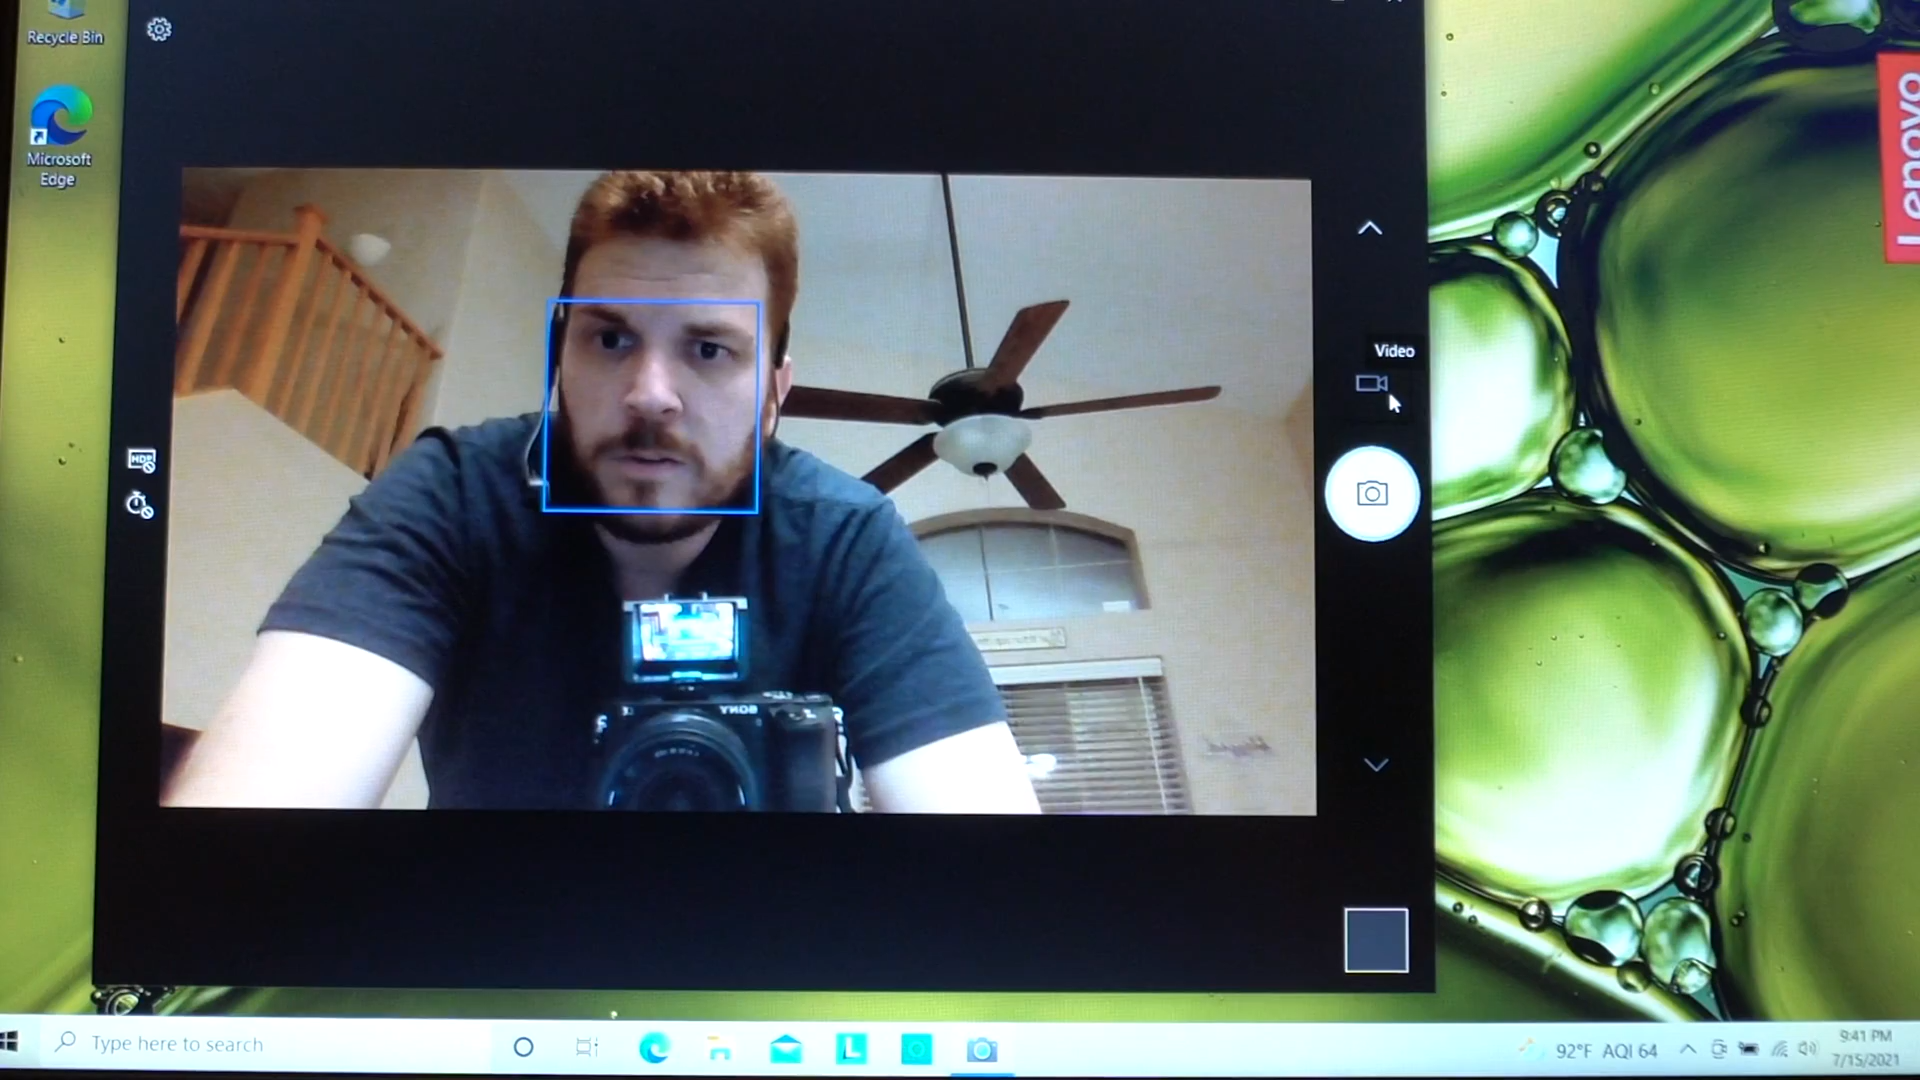 Recycle Bin
Lenovo
Microsoft
Edge
Video
HDR
SONY
Type here to search
92°F AQI 64
9:41 PM
7/15/2021